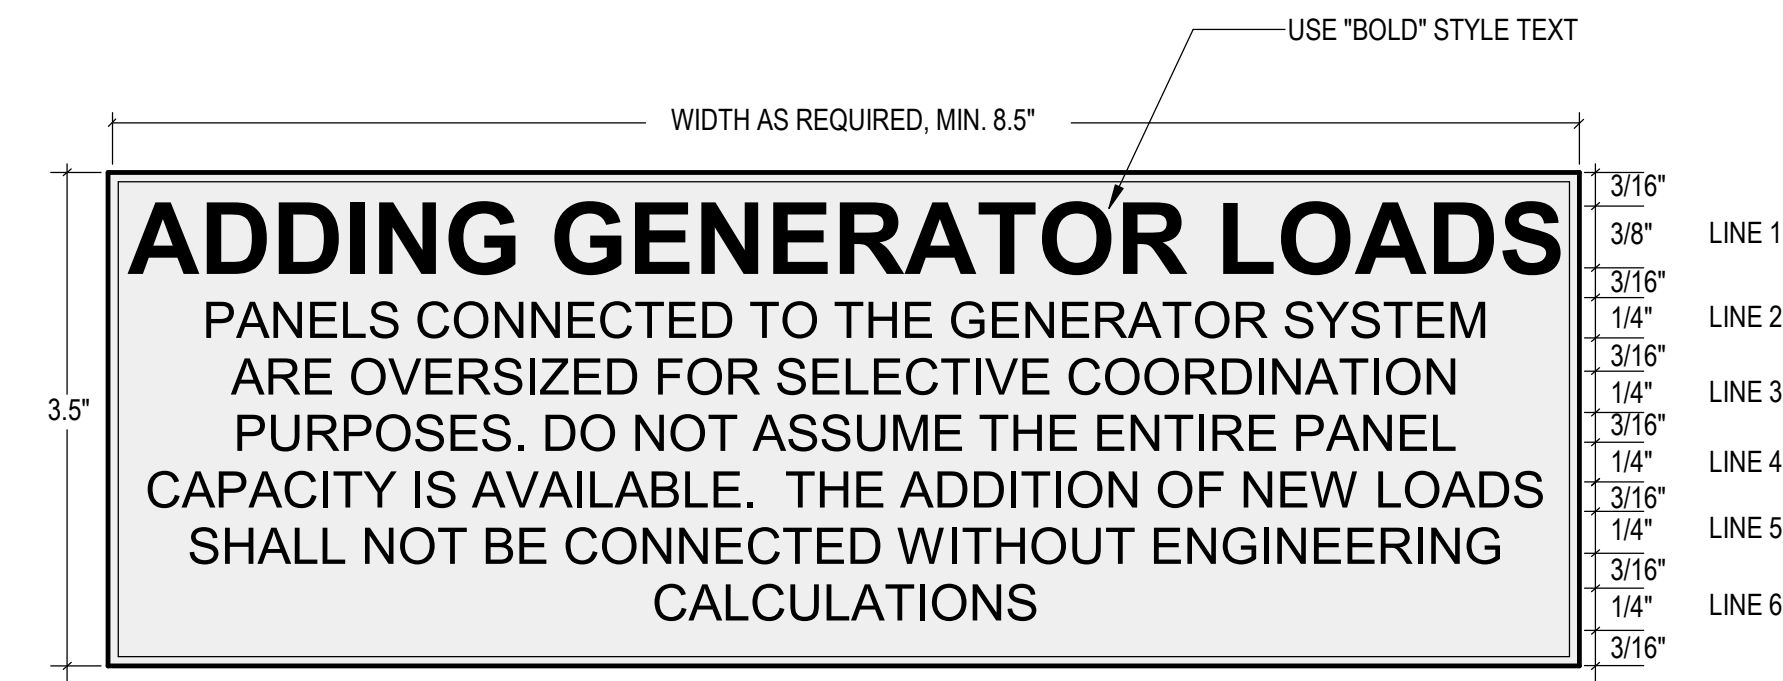 USE "BOLD" STYLE TEXT
WIDTH AS REQUIRED, MIN. 8.5"
3.5"
ADDING GENERATOR LOADS
PANELS CONNECTED TO THE GENERATOR SYSTEM
ARE OVERSIZED FOR SELECTIVE COORDINATION
PURPOSES. DO NOT ASSUME THE ENTIRE PANEL
CAPACITY IS AVAILABLE.  THE ADDITION OF NEW LOADS
SHALL NOT BE CONNECTED WITHOUT ENGINEERING
CALCULATIONS
3/16"
3/8" LINE 1
3/16"
1/4" LINE 2
3/16"
1/4" LINE 3
3/16"
1/4" LINE 4
3/16"
1/4" LINE 5
3/16"
1/4" LINE 6
3/16"